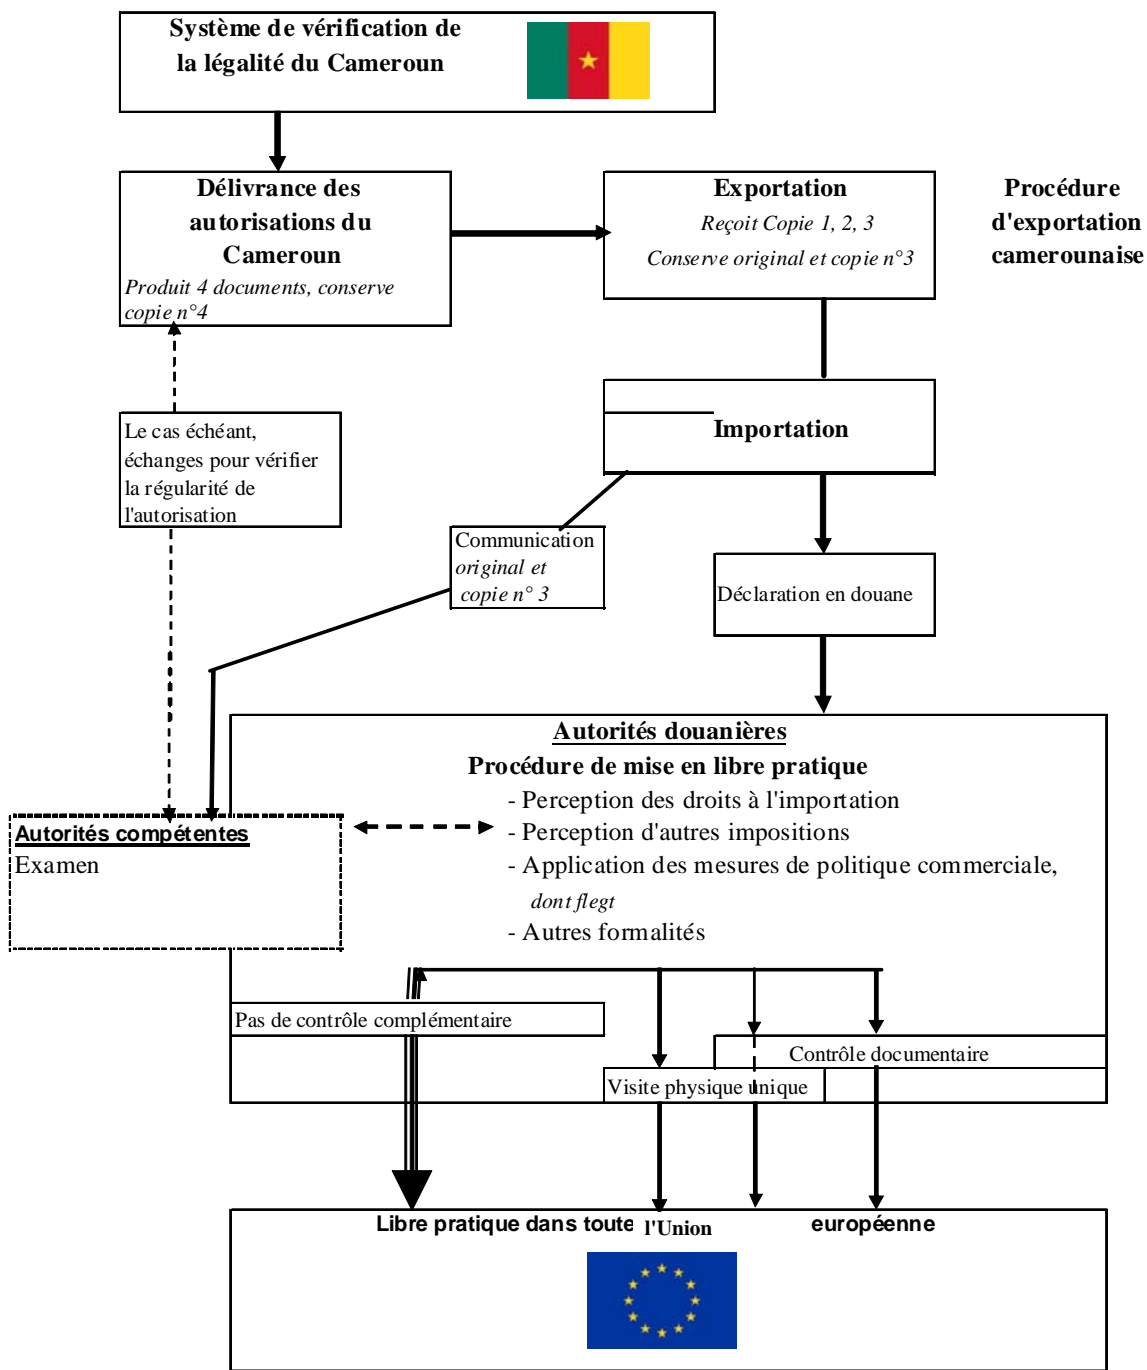 Système de vérification de
la légalité du Cameroun
Délivrance des
autorisations du
Cameroun
Produit 4 documents, conserve
copie n°4
Exportation
Reçoit Copie 1, 2, 3
Conserve original et copie n°3
Procédure
d'exportation
camerounaise
Importation
Le cas échéant,
échanges pour vérifier
la régularité de
l'autorisation
Communication
original et
copie n° 3
Déclaration en douane
Autorités douanières
Procédure de mise en libre pratique
- Perception des droits à l'importation
- Perception d'autres impositions
- Application des mesures de politique commerciale,
dont flegt
- Autres formalités
Autorités compétentes
Examen
Pas de contrôle complémentaire
Contrôle documentaire
Visite physique unique
Libre pratique dans toute l'Union européenne